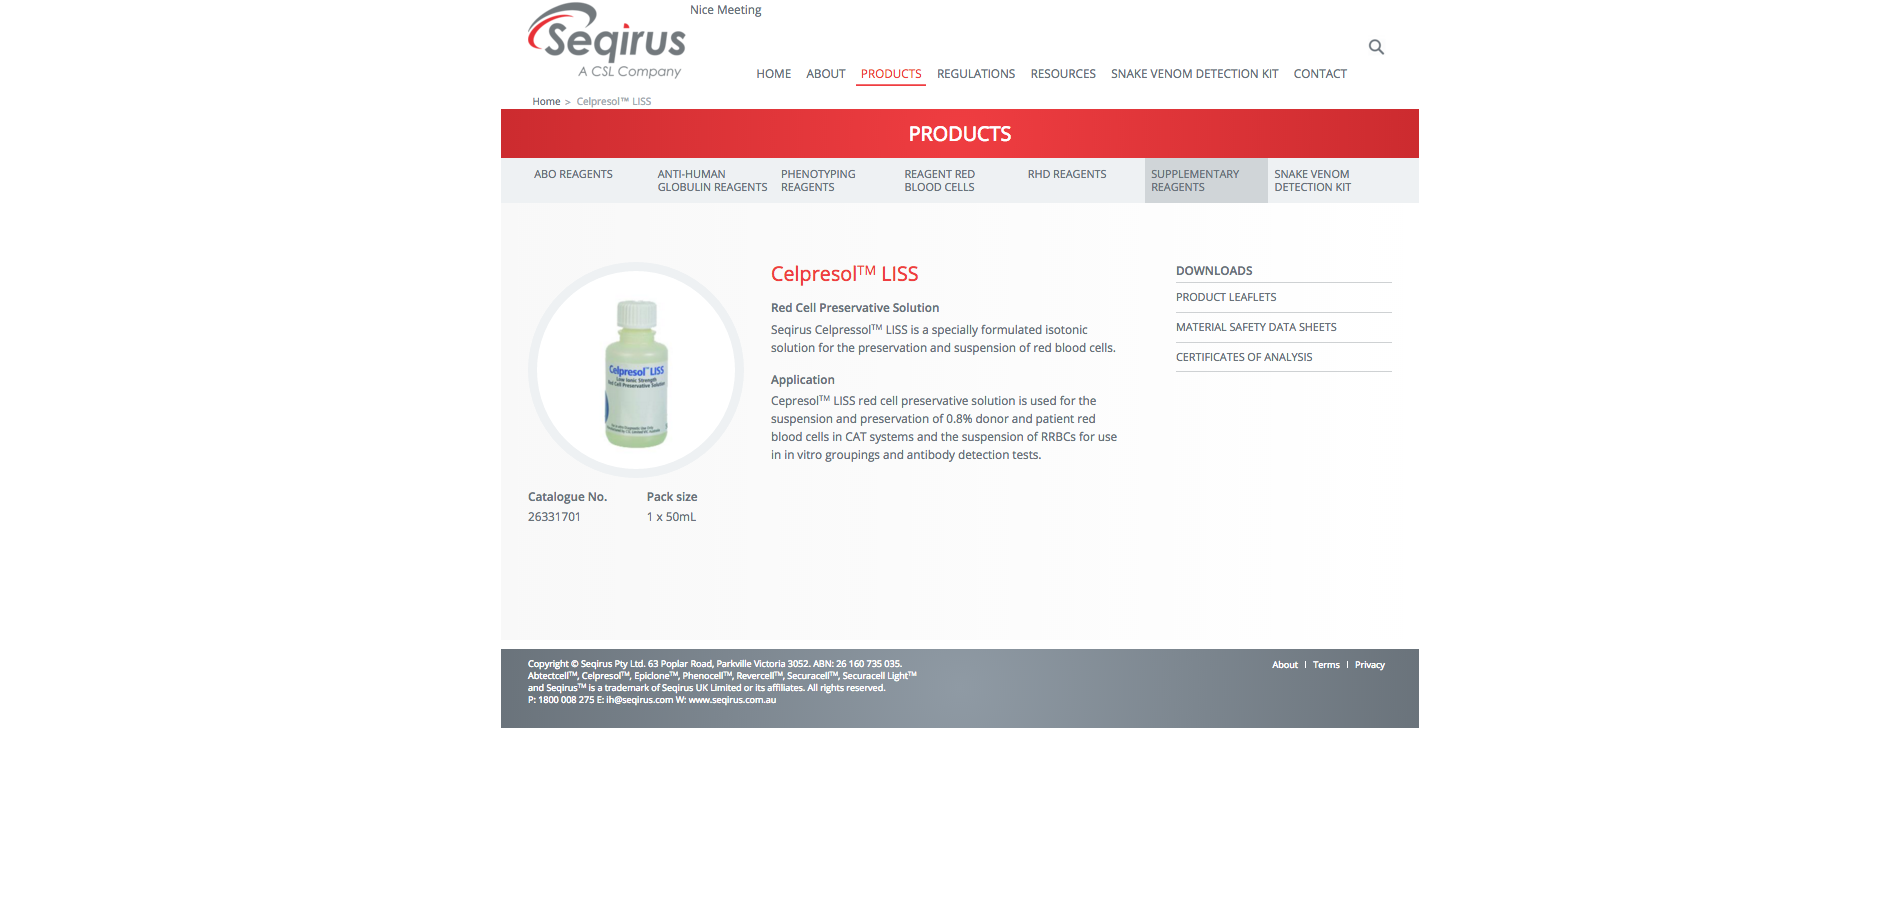 Nice Meeting
Seqirus
A CSL Company
HOME ABOUT PRODUCTS REGULATIONS RESOURCES SNAKE VENOM DETECTION KIT CONTACT
Home > Celpresol™ LISS
PRODUCTS
ABO REAGENTS
ANTI-HUMAN
GLOBULIN REAGENTS
PHENOTYPING
REAGENTS
REAGENT RED
BLOOD CELLS
RHD REAGENTS
SUPPLEMENTARY
REAGENTS
SNAKE VENOM
DETECTION KIT
Celpresol™ LISS
Low Ionic Strength
Red Cell Preservative Solution
Catalogue No. Pack size
26331701 1 x 50mL
Celpresol™ LISS
Red Cell Preservative Solution
Seqirus Celpressol™ LISS is a specially formulated isotonic
solution for the preservation and suspension of red blood cells.
Application
Cepresol™ LISS red cell preservative solution is used for the
suspension and preservation of 0.8% donor and patient red
blood cells in CAT systems and the suspension of RRBCs for use
in in vitro groupings and antibody detection tests.
DOWNLOADS
PRODUCT LEAFLETS
MATERIAL SAFETY DATA SHEETS
CERTIFICATES OF ANALYSIS
Copyright © Seqirus Pty Ltd. 63 Poplar Road, Parkville Victoria 3052. ABN: 26 160 735 035.
Abtectcell™, Celpresol™, Epiclone™, Phenocell™, Revercell™, Securacell™, Securacell Light™
and Seqirus™ is a trademark of Seqirus UK Limited or its affiliates. All rights reserved.
P: 1800 008 275 E: ih@seqirus.com W: www.seqirus.com.au
About | Terms | Privacy